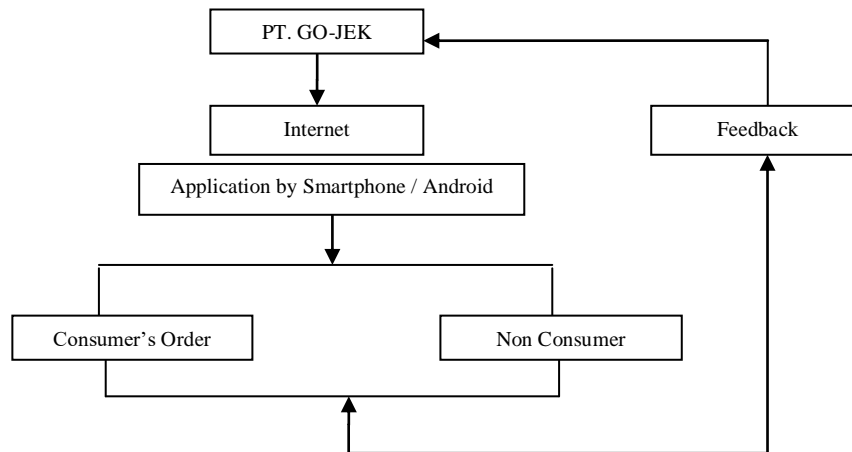 PT. GO-JEK
Internet
Feedback
Application by Smartphone / Android
Consumer’s Order
Non Consumer